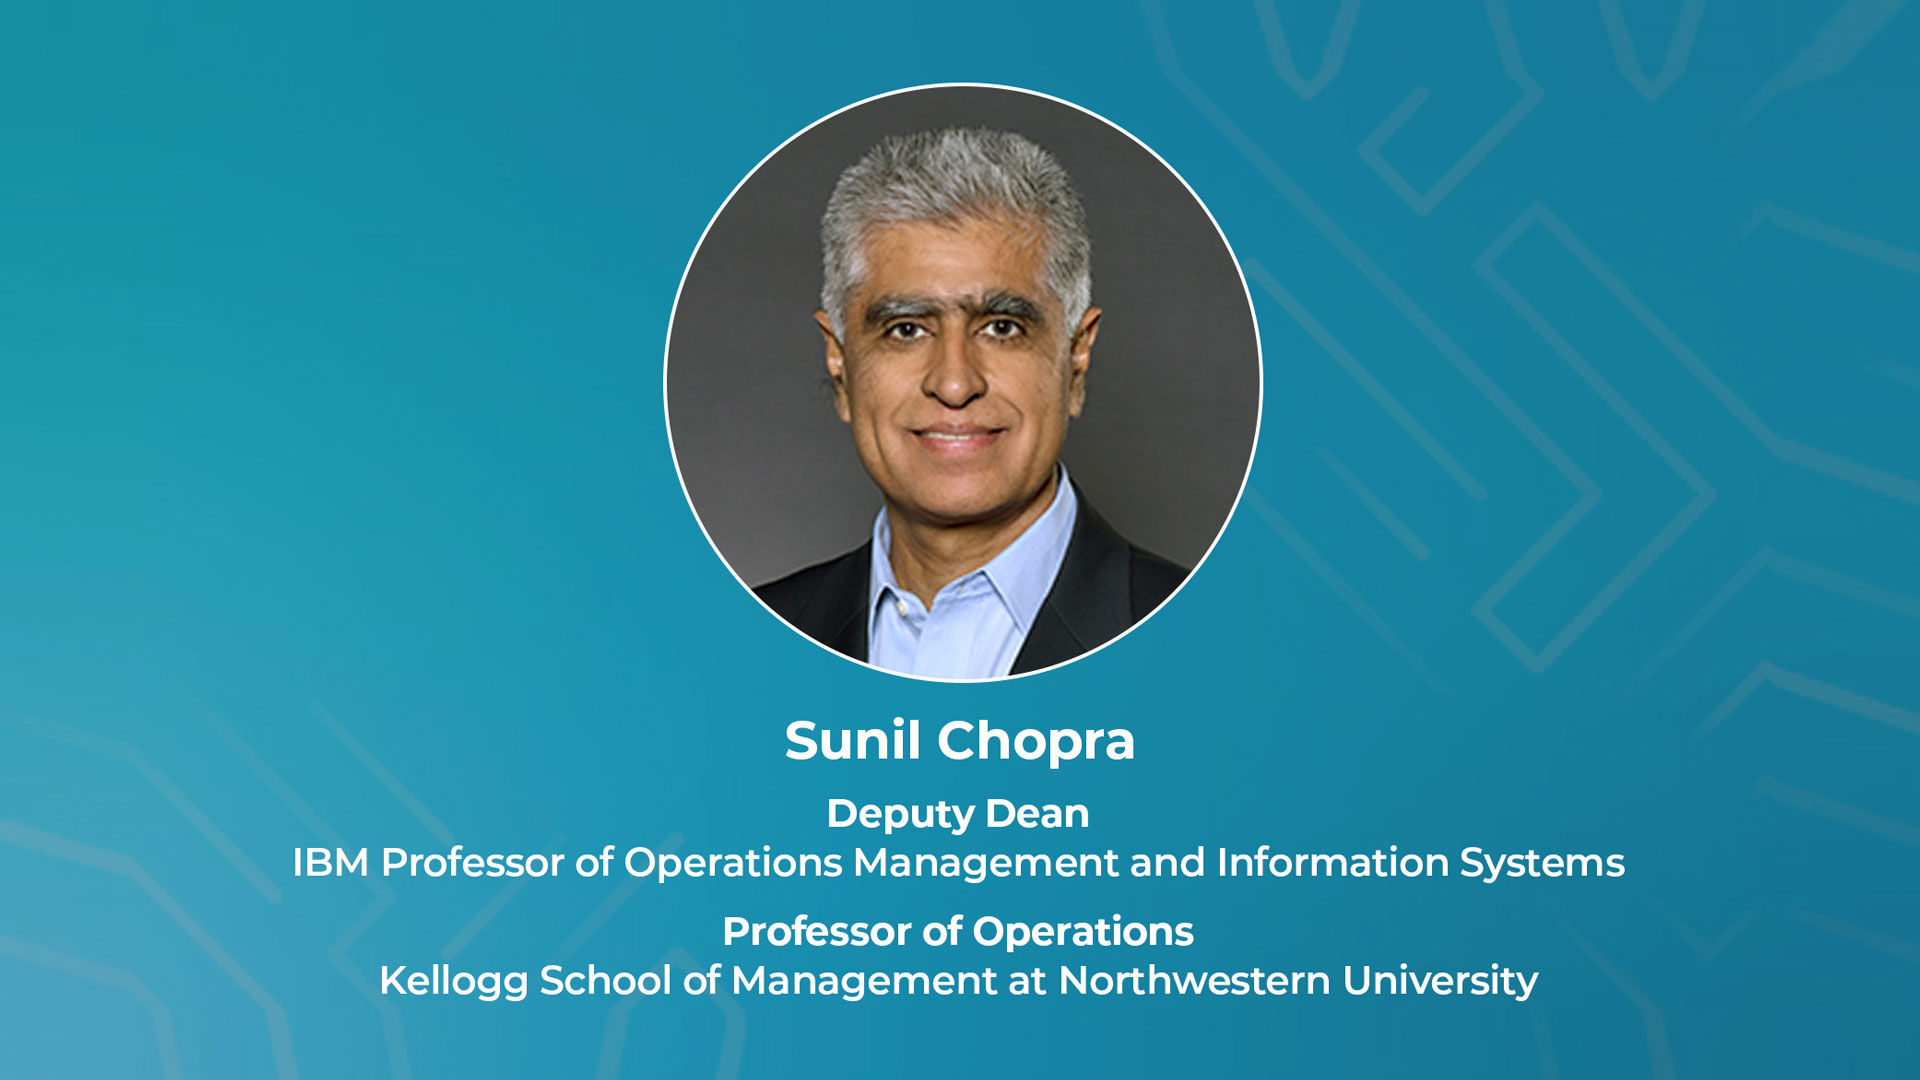 Sunil Chopra
Deputy Dean
IBM Professor of Operations Management and Information Systems
Professor of Operations
Kellogg School of Management at Northwestern University